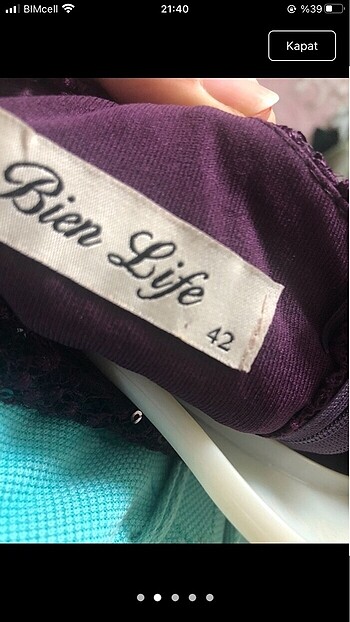 BIMcell 21:40 %39
Kapat
Bien Life
42